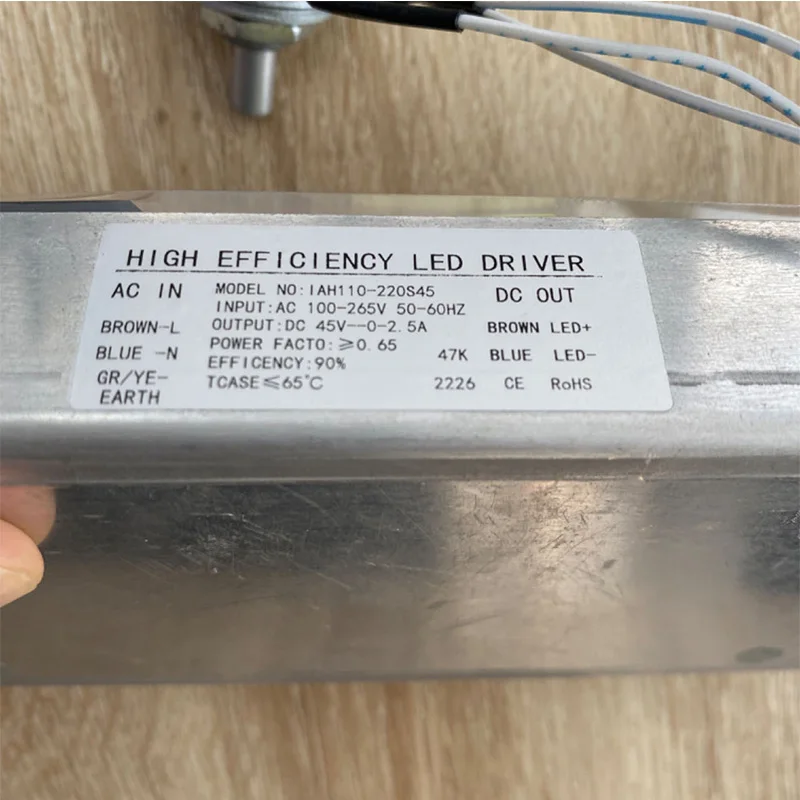 HIGH EFFICIENCY LED DRIVER
AC IN
BROWN-L
BLUE -N
GR/YE-
EARTH
MODEL NO:IAH110-220S45
INPUT:AC 100-265V 50-60HZ
OUTPUT:DC 45V--0-2.5A
POWER FACTO:≥0.65
EFFICENCY:90%
TCASE≤65℃
47K
2226
DC OUT
BROWN LED+
BLUE LED-
CE RoHS